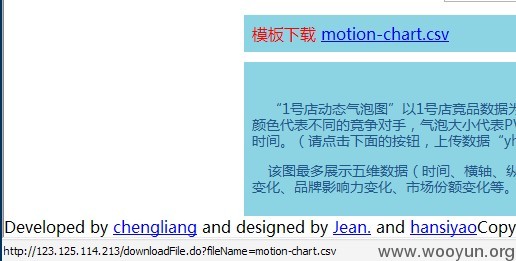 模板下载 motion-chart.csv
“1号店动态气泡图”以1号店竞品数据为
颜色代表不同的竞争对手，气泡大小代表PV
时间。（请点击下面的按钮，上传数据“yh
该图最多展示五维数据（时间、横轴、纵
变化、品牌影响力变化、市场份额变化等。
Developed by chengliang and designed by Jean. and hansiyaoCopy
http://123.125.114.213/downloadFile.do?fileName=motion-chart.csv
www.wooyun.org